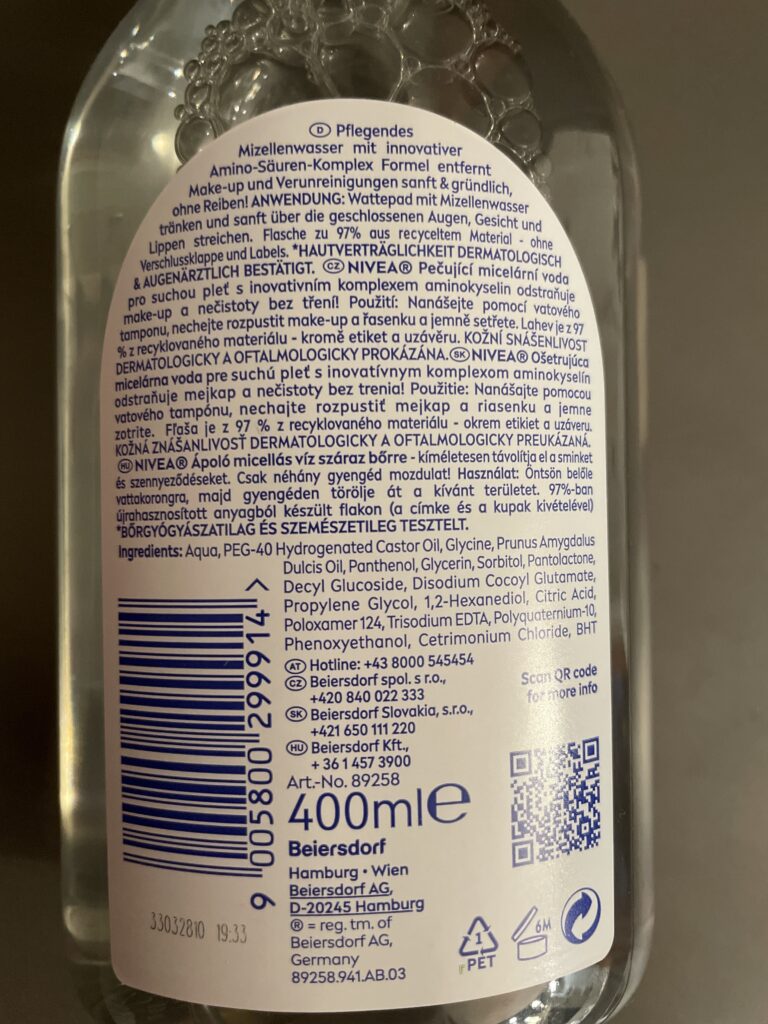 D Pflegendes
Mizellenwasser mit innovativer
Amino-Säuren-Komplex Formel entfernt
Make-up und Verunreinigungen sanft & gründlich,
ohne Reiben! ANWENDUNG: Wattepad mit Mizellenwasser
tränken und sanft über die geschlossenen Augen, Gesicht und
Lippen streichen. Flasche zu 97% aus recyceltem Material - ohne
Verschlussklappe und Labels. *HAUTVERTRÄGLICHKEIT DERMATOLOGISCH
& AUGENÄRZTLICH BESTÄTIGT. CZ NIVEA® Pečující micelární voda
pro suchou pleť s inovativním komplexem aminokyselin odstraňuje
make-up a nečistoty bez tření! Použití: Nanášejte pomocí vatového
tamponu, nechejte rozpustit make-up a řasenku a jemně setřete. Lahev je z 97
% z recyklovaného materiálu - kromě etiket a uzávěru. KOŽNÍ SNÁŠENLIVOST
DERMATOLOGICKY A OFTALMOLOGICKY PROKÁZÁNA. SK NIVEA® Ošetrujúca
micelárna voda pre suchú pleť s inovatívnym komplexom aminokyselín
odstraňuje mejkap a nečistoty bez trenia! Použitie: Nanášajte pomocou
vatového tampónu, nechajte rozpustiť mejkap a riasenku a jemne
zotrite. Fľaša je z 97 % z recyklovaného materiálu - okrem etikiet a uzáveru.
KOŽNÁ ZNÁŠANLIVOSŤ DERMATOLOGICKY A OFTALMOLOGICKY PREUKÁZANÁ.
HU NIVEA® Ápoló micellás víz száraz bőrre - kíméletesen távolítja el a sminket
és szennyeződéseket. Csak néhány gyengéd mozdulat! Használat: Öntsön belőle
vattakorongra, majd gyengéden törölje át a kívánt területet. 97%-ban
újrahasznosított anyagból készült flakon (a címke és a kupak kivételével)
*BŐRGYÓGYÁSZATILAG ÉS SZEMÉSZETILEG TESZTELT.
Ingredients: Aqua, PEG-40 Hydrogenated Castor Oil, Glycine, Prunus Amygdalus
Dulcis Oil, Panthenol, Glycerin, Sorbitol, Pantolactone,
Decyl Glucoside, Disodium Cocoyl Glutamate,
Propylene Glycol, 1,2-Hexanediol, Citric Acid,
Poloxamer 124, Trisodium EDTA, Polyquaternium-10,
Phenoxyethanol, Cetrimonium Chloride, BHT
AT Hotline: +43 8000 545454
CZ Beiersdorf spol. s r.o.,
+420 840 022 333
SK Beiersdorf Slovakia, s.r.o.,
+421 650 111 220
HU Beiersdorf Kft.,
+ 36 1 457 3900
Art.-No. 89258
400ml e
Beiersdorf
Hamburg • Wien
Beiersdorf AG,
D-20245 Hamburg
® = reg. tm. of
Beiersdorf AG,
Germany
89258.941.AB.03
Scan QR code
for more info
9 005800 299914 >
33032810 19:33
1
PET
6M